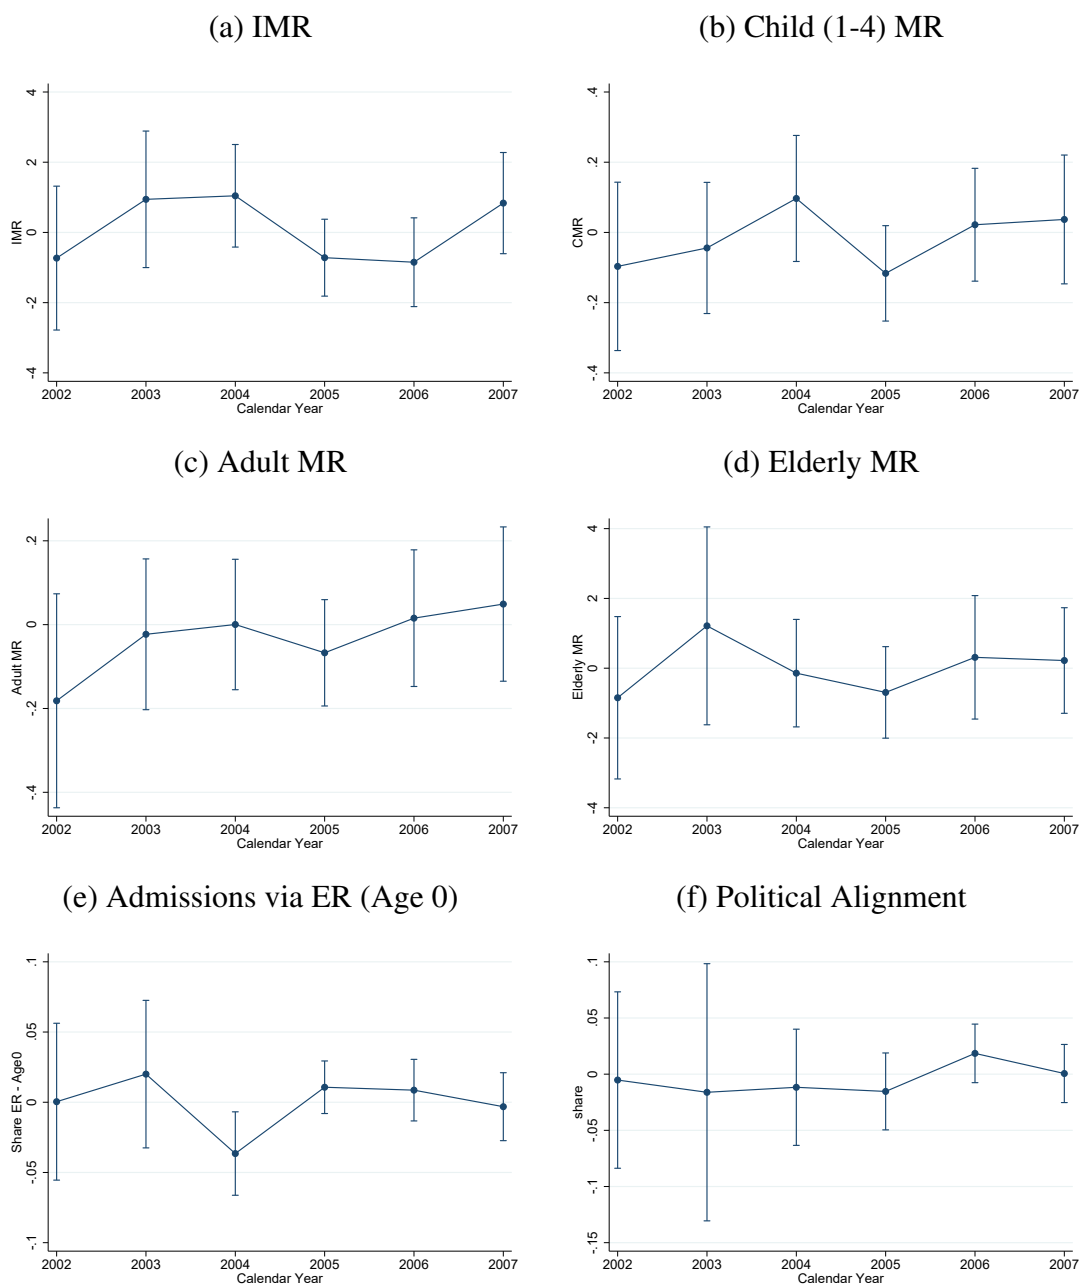 (a) IMR
(b) Child (1-4) MR
4
2
0
-2
-4
IMR
2002 2003 2004 2005 2006 2007
Calendar Year
.4
.2
0
-.2
-.4
CMR
2002 2003 2004 2005 2006 2007
Calendar Year
(c) Adult MR
(d) Elderly MR
.2
0
-.2
-.4
Adult MR
2002 2003 2004 2005 2006 2007
Calendar Year
4
2
0
-2
-4
Elderly MR
2002 2003 2004 2005 2006 2007
Calendar Year
(e) Admissions via ER (Age 0)
(f) Political Alignment
.1
.05
0
-.05
-.1
Share ER - Age0
2002 2003 2004 2005 2006 2007
Calendar Year
.1
.05
0
-.05
-.1
-.15
share
2002 2003 2004 2005 2006 2007
Calendar Year